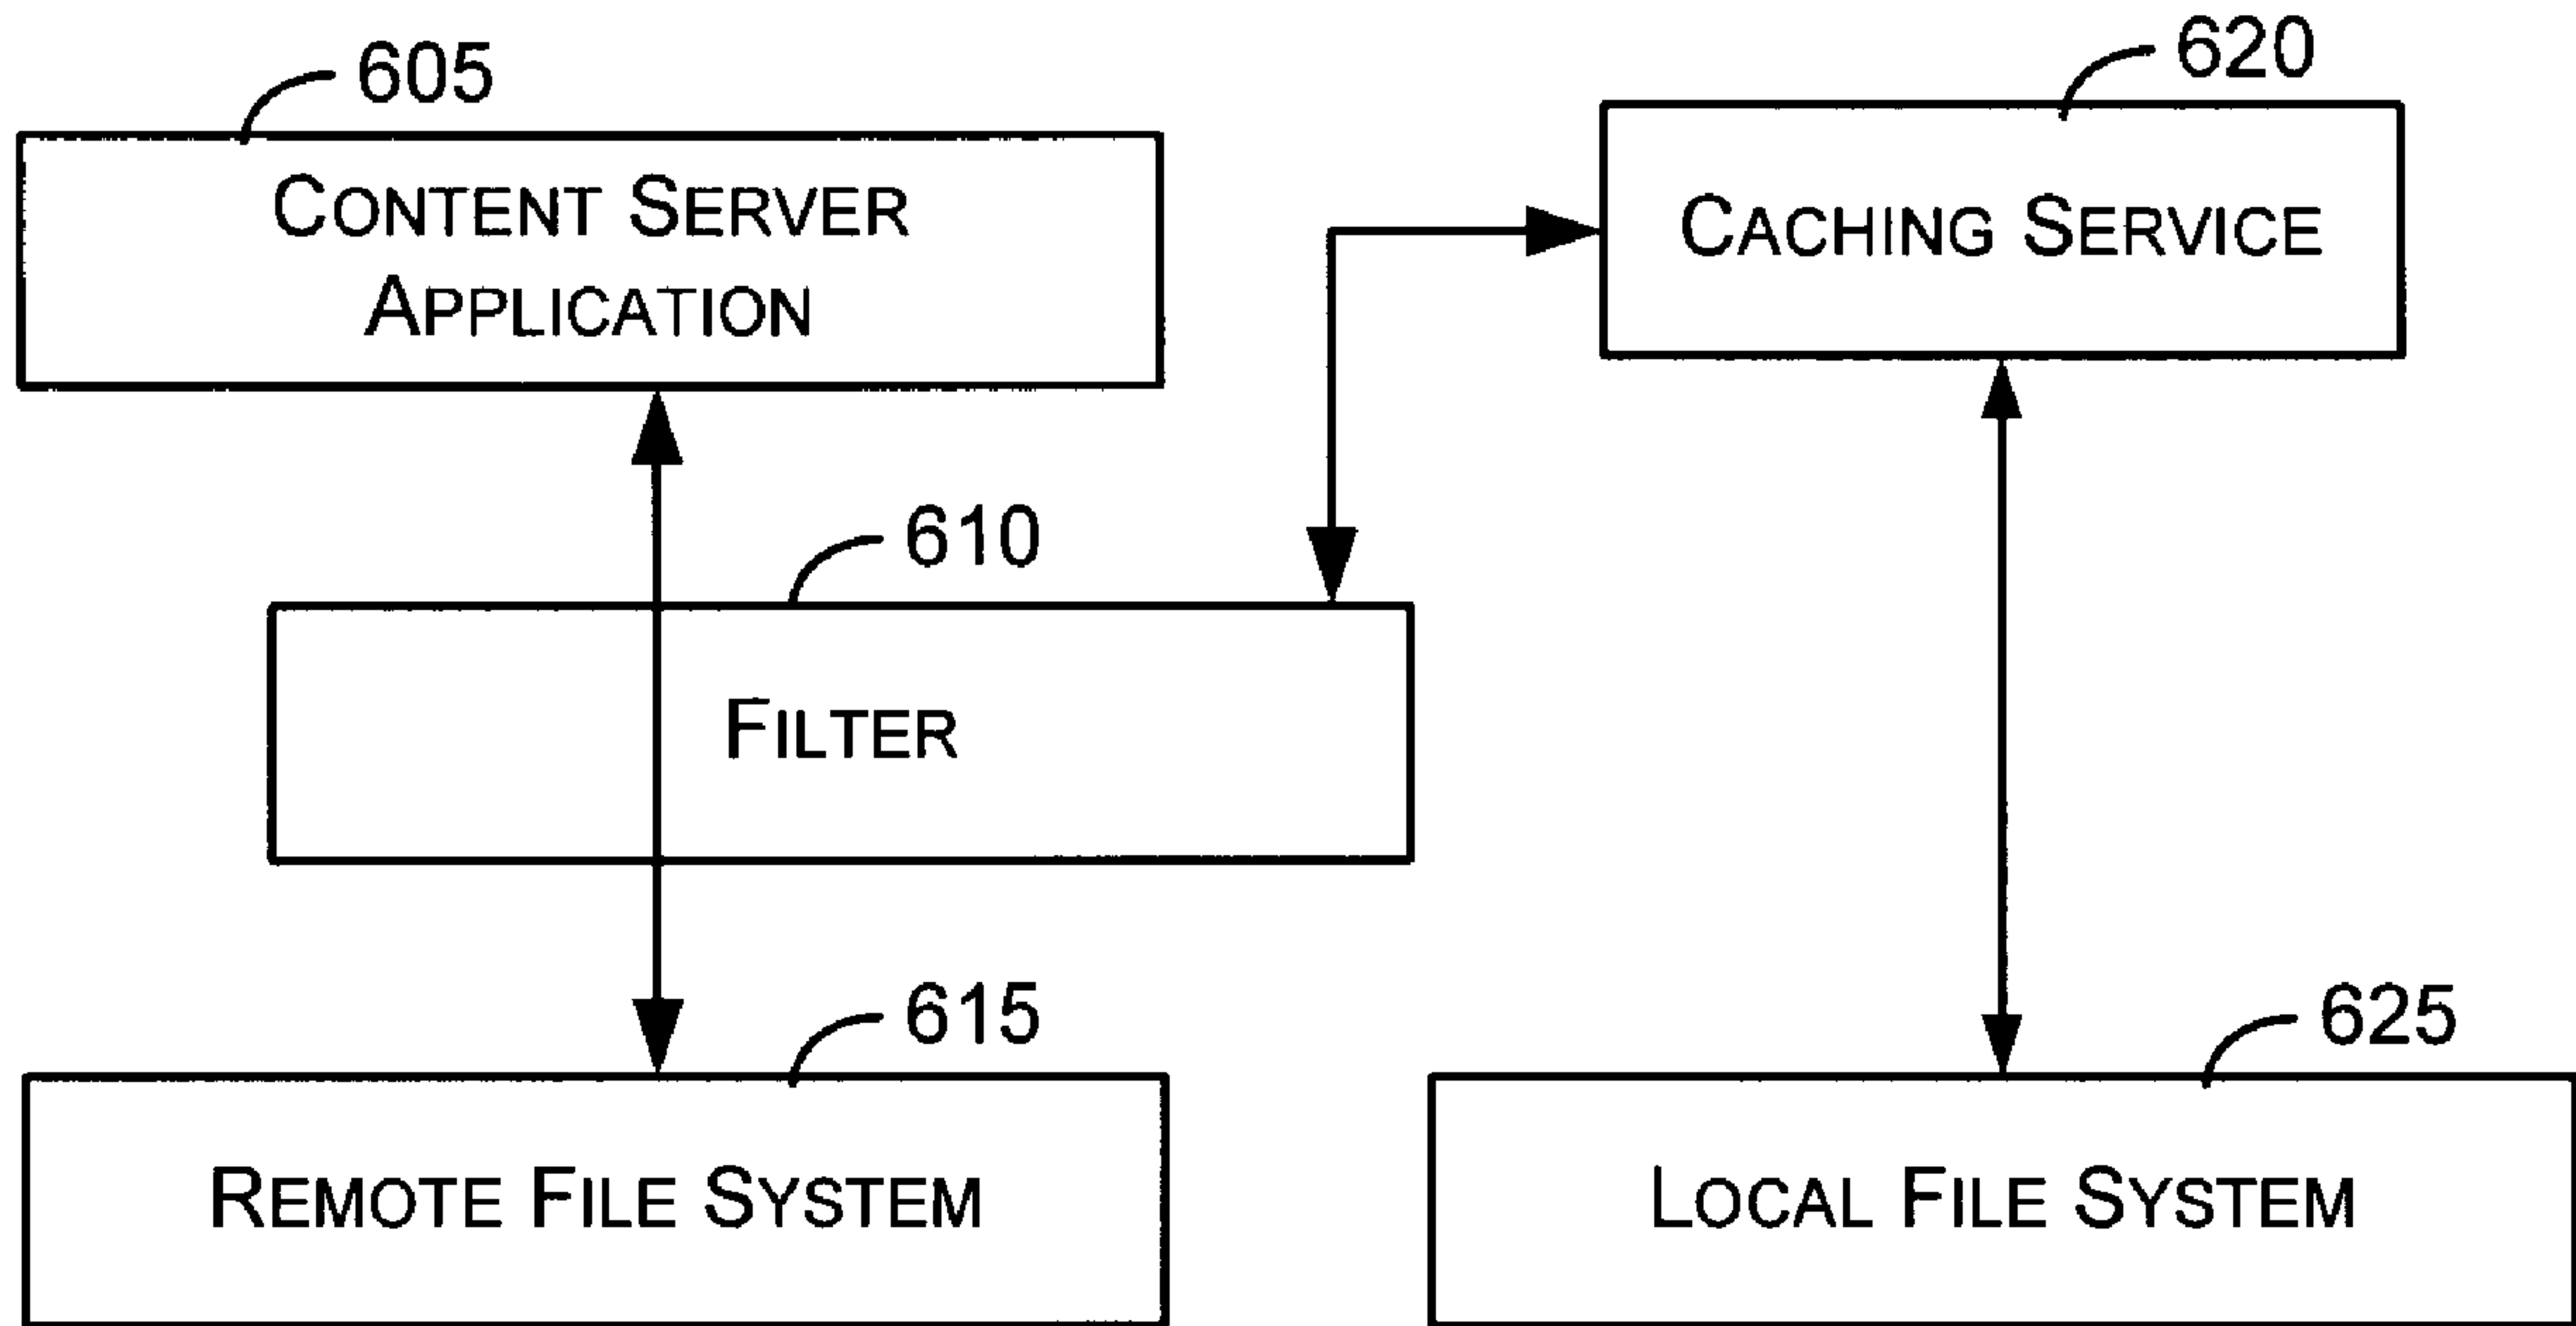 605
CONTENT SERVER
APPLICATION
620
CACHING SERVICE
610
FILTER
615
REMOTE FILE SYSTEM
625
LOCAL FILE SYSTEM